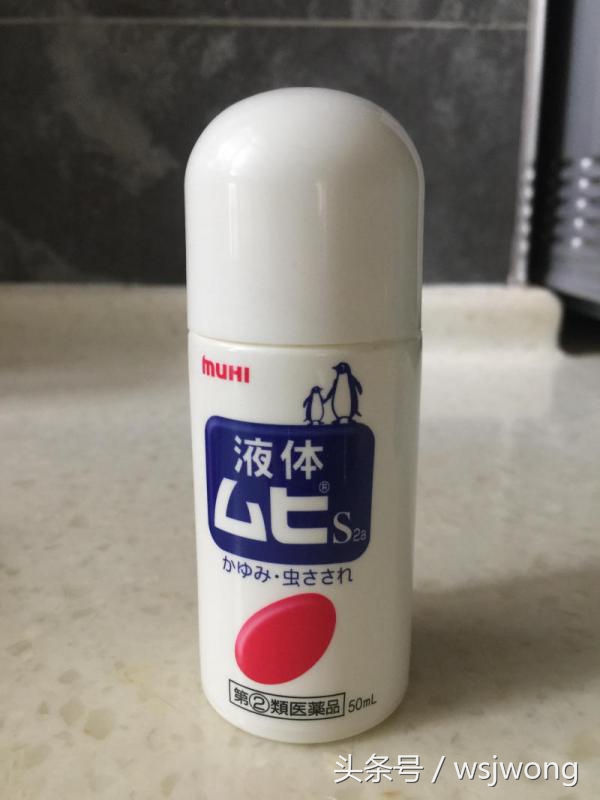 muHI
液体
ムヒ®S2a
かゆみ・虫さされ
第②類医薬品 50mL
头条号 / wsjwong